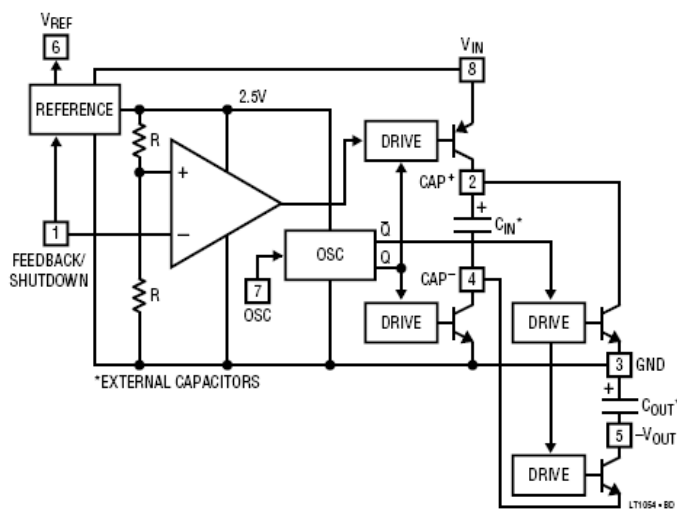 VREF
6
VIN
8
REFERENCE
2.5V
R
DRIVE
+
CAP+
2
+
CIN*
1
−
Q̄
FEEDBACK/
SHUTDOWN
OSC
Q
CAP−
4
R
7
OSC
DRIVE
DRIVE
3
GND
*EXTERNAL CAPACITORS
+
COUT*
5
−VOUT
DRIVE
LT1054 • BD